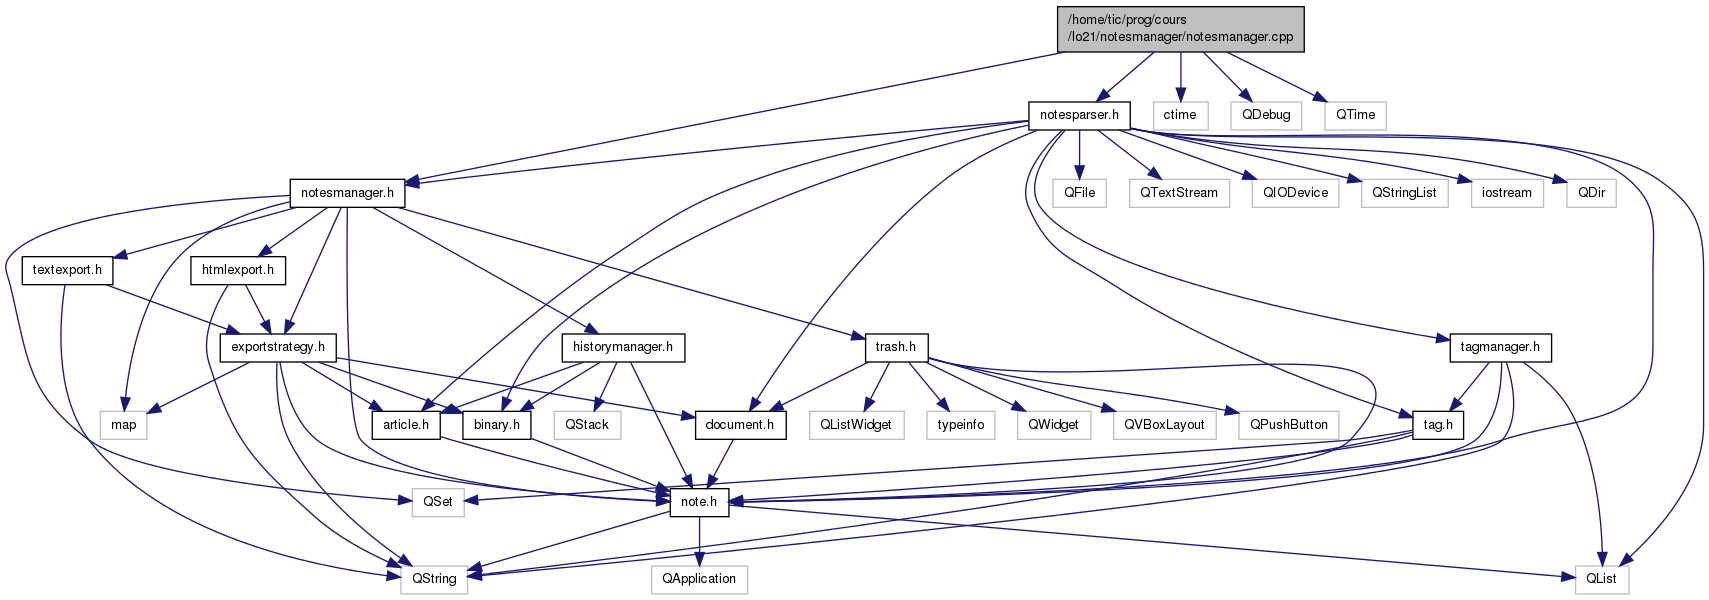 /home/tic/prog/cours
/lo21/notesmanager/notesmanager.cpp
notesparser.h
ctime
QDebug
QTime
notesmanager.h
QFile
QTextStream
QIODevice
QStringList
iostream
QDir
textexport.h
htmlexport.h
exportstrategy.h
historymanager.h
trash.h
tagmanager.h
map
article.h
binary.h
QStack
document.h
QListWidget
typeinfo
QWidget
QVBoxLayout
QPushButton
tag.h
QSet
note.h
QString
QApplication
QList